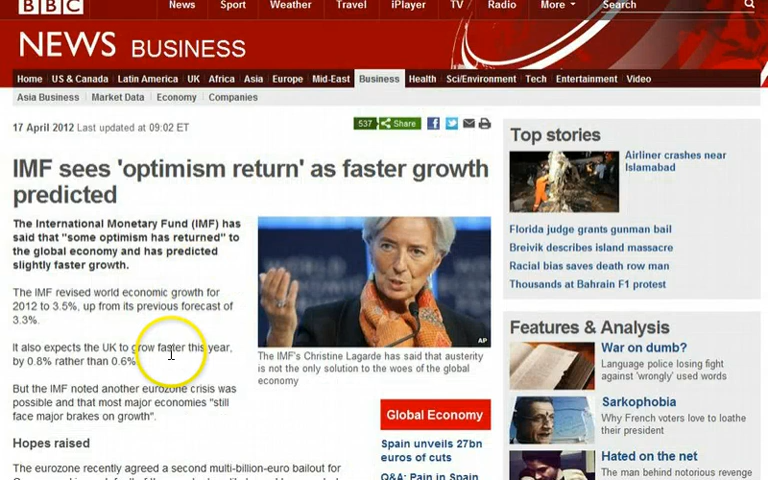 BBC News Sport Weather Travel iPlayer TV Radio More Search
NEWS BUSINESS
Home US & Canada Latin America UK Africa Asia Europe Mid-East Business Health Sci/Environment Tech Entertainment Video
Asia Business Market Data Economy Companies
17 April 2012 Last updated at 09:02 ET
537 Share
IMF sees 'optimism return' as faster growth
predicted
The International Monetary Fund (IMF) has
said that "some optimism has returned" to
the global economy and has predicted
slightly faster growth.
The IMF revised world economic growth for
2012 to 3.5%, up from its previous forecast of
3.3%.
It also expects the UK to grow faster this year,
by 0.8% rather than 0.6%
But the IMF noted another eurozone crisis was
possible and that most major economies "still
face major brakes on growth".
Hopes raised
The eurozone recently agreed a second multi-billion-euro bailout for
AP
The IMF's Christine Lagarde has said that austerity
is not the only solution to the woes of the global
economy
Global Economy
Spain unveils 27bn
euros of cuts
Q&A: Pain in Spain
Top stories
Airliner crashes near
Islamabad
Florida judge grants gunman bail
Breivik describes island massacre
Racial bias saves death row man
Thousands at Bahrain F1 protest
Features & Analysis
War on dumb?
Language police losing fight
against 'wrongly' used words
Sarkophobia
Why French voters love to loathe
their president
Hated on the net
The man behind notorious revenge